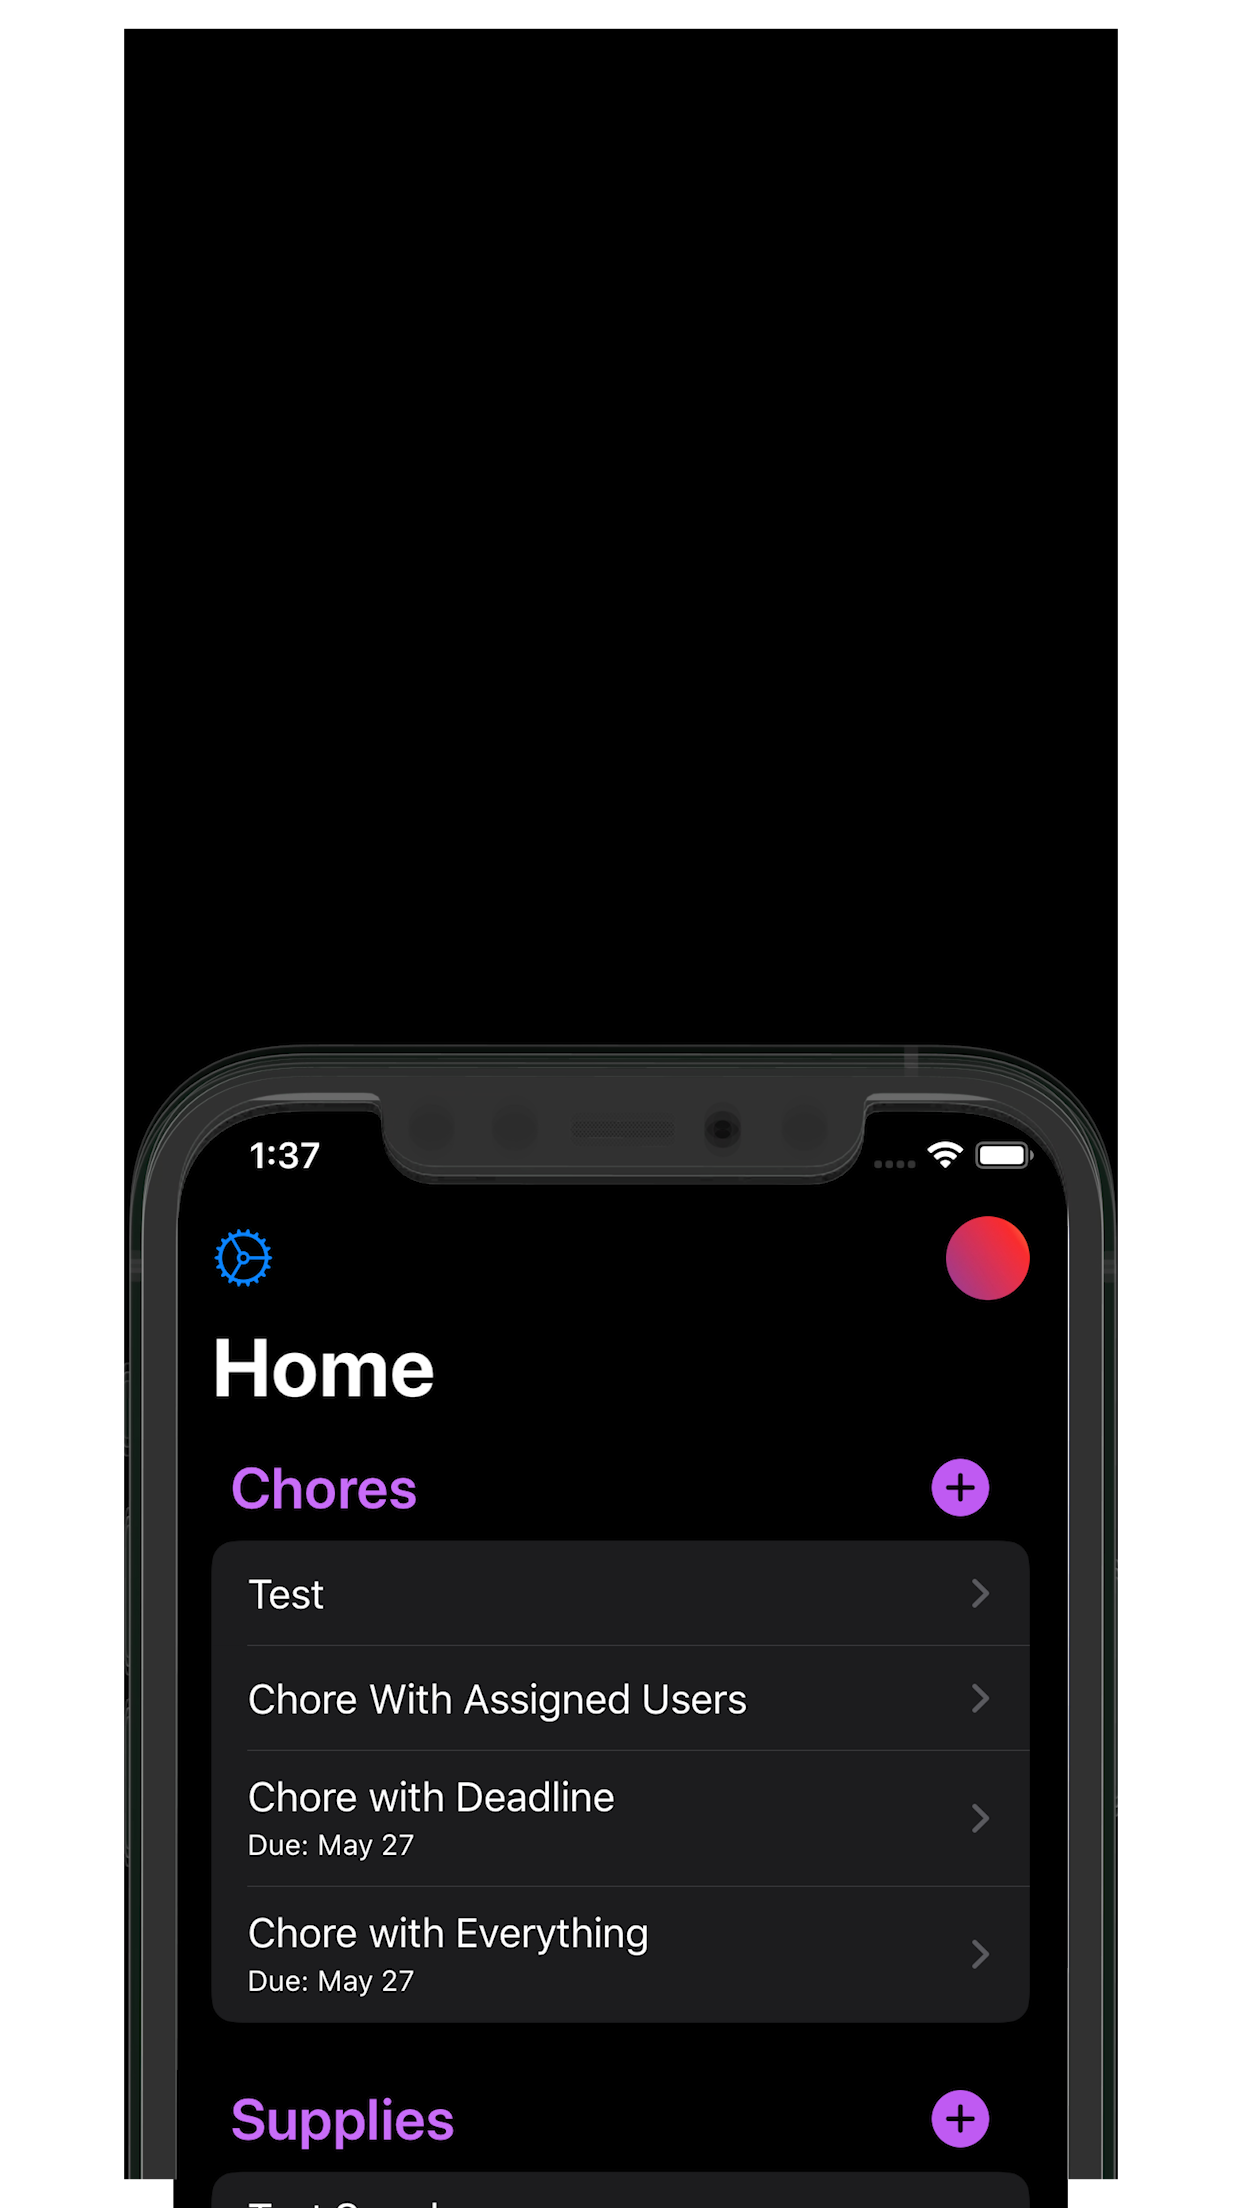 1:37
Home
Chores
Test
Chore With Assigned Users
Chore with Deadline
Due: May 27
Chore with Everything
Due: May 27
Supplies